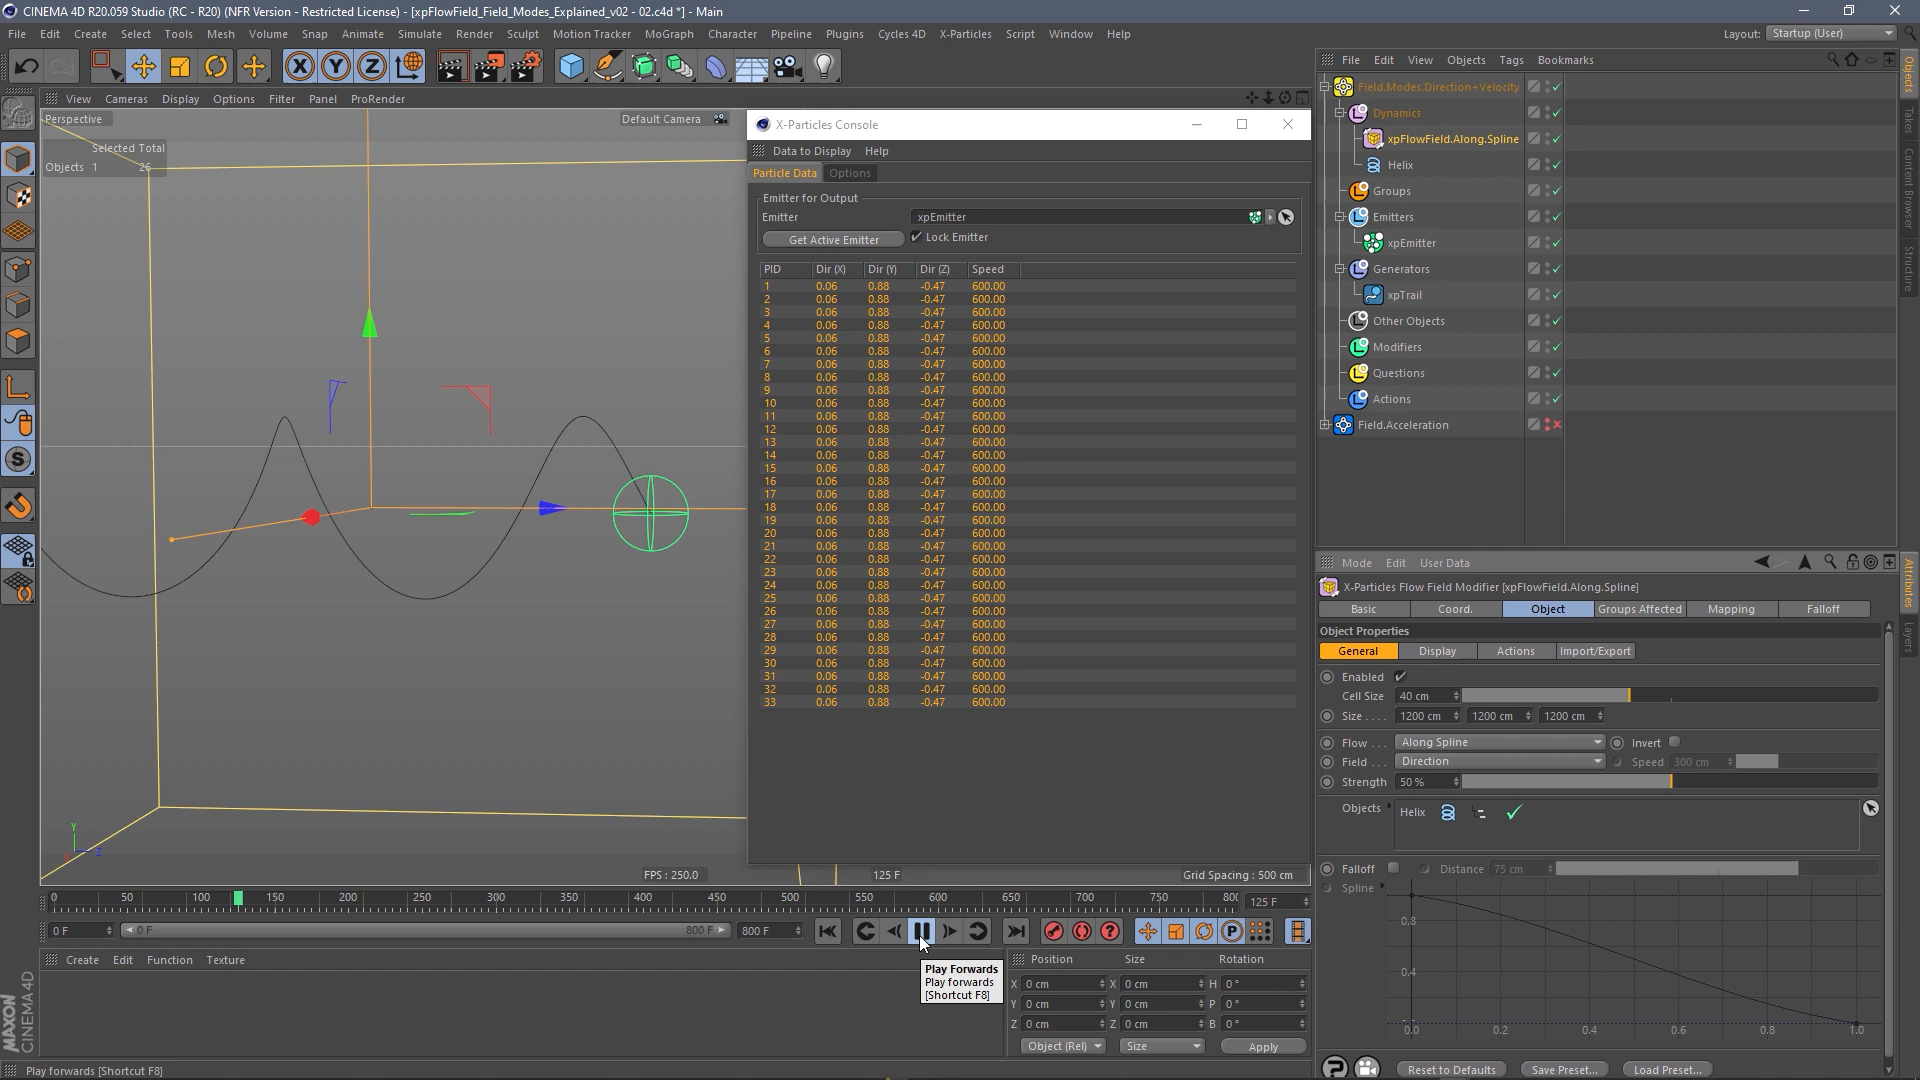 CINEMA 4D R20.059 Studio (RC - R20) (NFR Version - Restricted License) - [xpFlowField_Field_Modes_Explained_v02 - 02.c4d *] - Main
File Edit Create Select Tools Mesh Volume Snap Animate Simulate Render Sculpt Motion Tracker MoGraph Character Pipeline Plugins Cycles 4D X-Particles Script Window Help
Layout: Startup (User)
View Cameras Display Options Filter Panel ProRender
Perspective
Default Camera
Selected Total
Objects 1 26
X-Particles Console
Data to Display Help
Particle Data Options
Emitter for Output
Emitter xpEmitter
Get Active Emitter Lock Emitter
PID Dir (X) Dir (Y) Dir (Z) Speed
1 0.06 0.88 -0.47 600.00
2 0.06 0.88 -0.47 600.00
3 0.06 0.88 -0.47 600.00
4 0.06 0.88 -0.47 600.00
5 0.06 0.88 -0.47 600.00
6 0.06 0.88 -0.47 600.00
7 0.06 0.88 -0.47 600.00
8 0.06 0.88 -0.47 600.00
9 0.06 0.88 -0.47 600.00
10 0.06 0.88 -0.47 600.00
11 0.06 0.88 -0.47 600.00
12 0.06 0.88 -0.47 600.00
13 0.06 0.88 -0.47 600.00
14 0.06 0.88 -0.47 600.00
15 0.06 0.88 -0.47 600.00
16 0.06 0.88 -0.47 600.00
17 0.06 0.88 -0.47 600.00
18 0.06 0.88 -0.47 600.00
19 0.06 0.88 -0.47 600.00
20 0.06 0.88 -0.47 600.00
21 0.06 0.88 -0.47 600.00
22 0.06 0.88 -0.47 600.00
23 0.06 0.88 -0.47 600.00
24 0.06 0.88 -0.47 600.00
25 0.06 0.88 -0.47 600.00
26 0.06 0.88 -0.47 600.00
27 0.06 0.88 -0.47 600.00
28 0.06 0.88 -0.47 600.00
29 0.06 0.88 -0.47 600.00
30 0.06 0.88 -0.47 600.00
31 0.06 0.88 -0.47 600.00
32 0.06 0.88 -0.47 600.00
33 0.06 0.88 -0.47 600.00
Y
Z
FPS : 250.0
125 F
Grid Spacing : 500 cm
0 50 100 150 200 250 300 350 400 450 500 550 600 650 700 750 800
125 F
0 F 0 F 800 F 800 F
Play Forwards
Play forwards
[Shortcut F8]
Create Edit Function Texture
Position Size Rotation
X 0 cm X 0 cm H 0 °
Y 0 cm Y 0 cm P 0 °
Z 0 cm Z 0 cm B 0 °
Object (Rel) Size Apply
MAXON
CINEMA 4D
Play forwards [Shortcut F8]
File Edit View Objects Tags Bookmarks
Field.Modes.Direction+Velocity
Dynamics
xpFlowField.Along.Spline
Helix
Groups
Emitters
xpEmitter
Generators
xpTrail
Other Objects
Modifiers
Questions
Actions
Field.Acceleration
Objects
Takes
Content Browser
Structure
Mode Edit User Data
X-Particles Flow Field Modifier [xpFlowField.Along.Spline]
Basic Coord. Object Groups Affected Mapping Falloff
Object Properties
General Display Actions Import/Export
Enabled
Cell Size 40 cm
Size . . . . 1200 cm 1200 cm 1200 cm
Flow . . . Along Spline Invert
Field . . . Direction Speed 300 cm
Strength 50 %
Objects Helix
Falloff Distance 75 cm
Spline
0.8
0.4
0.0 0.2 0.4 0.6 0.8 1.0
Reset to Defaults Save Preset... Load Preset...
Attributes
Layers